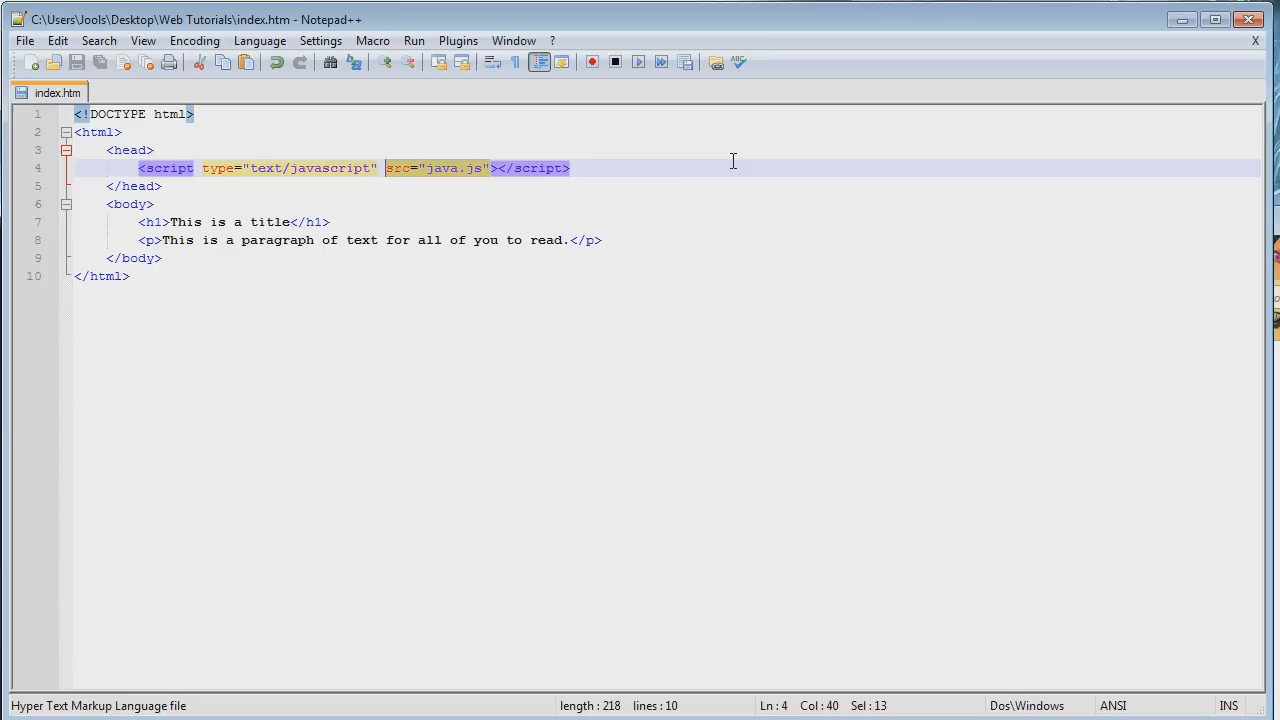 C:\Users\Jools\Desktop\Web Tutorials\index.htm - Notepad++
File Edit Search View Encoding Language Settings Macro Run Plugins Window ? X
index.htm
1 <!DOCTYPE html>
2 <html>
3 <head>
4 <script type="text/javascript" src="java.js"></script>
5 </head>
6 <body>
7 <h1>This is a title</h1>
8 <p>This is a paragraph of text for all of you to read.</p>
9 </body>
10 </html>
Hyper Text Markup Language file length : 218 lines : 10 Ln : 4 Col : 40 Sel : 13 Dos\Windows ANSI INS